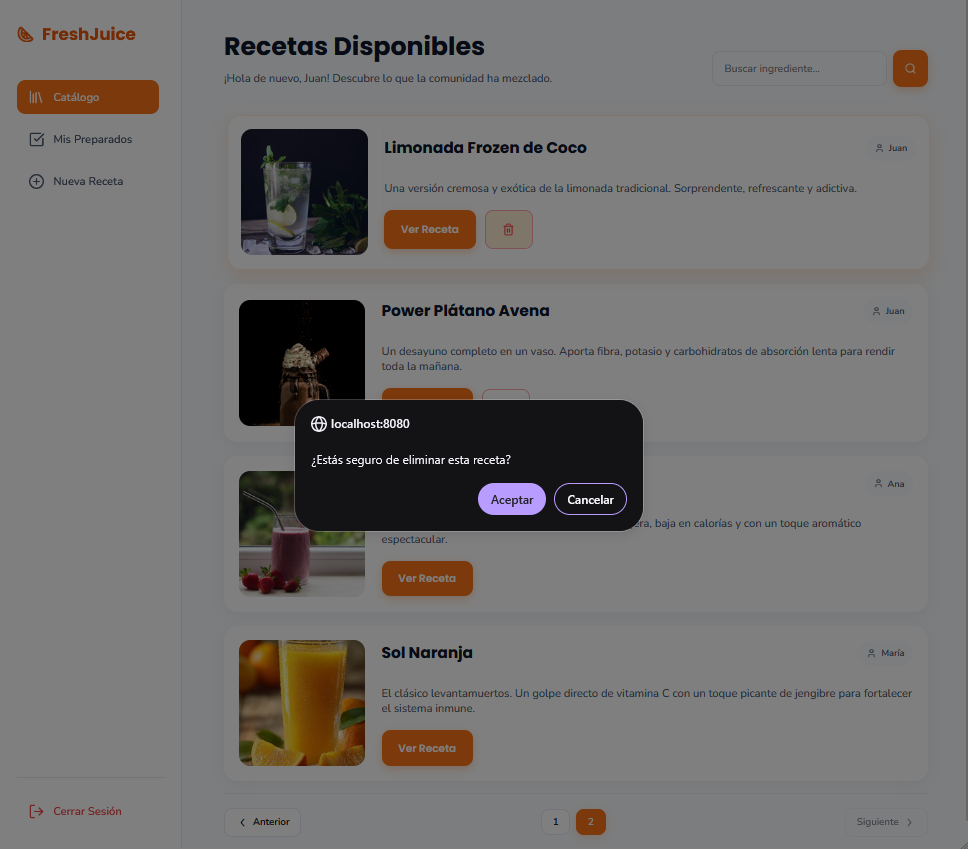 FreshJuice
Catálogo
Mis Preparados
Nueva Receta
Cerrar Sesión
Recetas Disponibles
¡Hola de nuevo, Juan! Descubre lo que la comunidad ha mezclado.
Buscar ingrediente...
Limonada Frozen de Coco
Juan
Una versión cremosa y exótica de la limonada tradicional. Sorprendente, refrescante y adictiva.
Ver Receta
Power Plátano Avena
Juan
Un desayuno completo en un vaso. Aporta fibra, potasio y carbohidratos de absorción lenta para rendir
toda la mañana.
localhost:8080
¿Estás seguro de eliminar esta receta?
Aceptar
Cancelar
Ana
baja en calorías y con un toque aromático
espectacular.
Ver Receta
Sol Naranja
María
El clásico levantamuertos. Un golpe directo de vitamina C con un toque picante de jengibre para fortalecer
el sistema inmune.
Ver Receta
Anterior
1
2
Siguiente